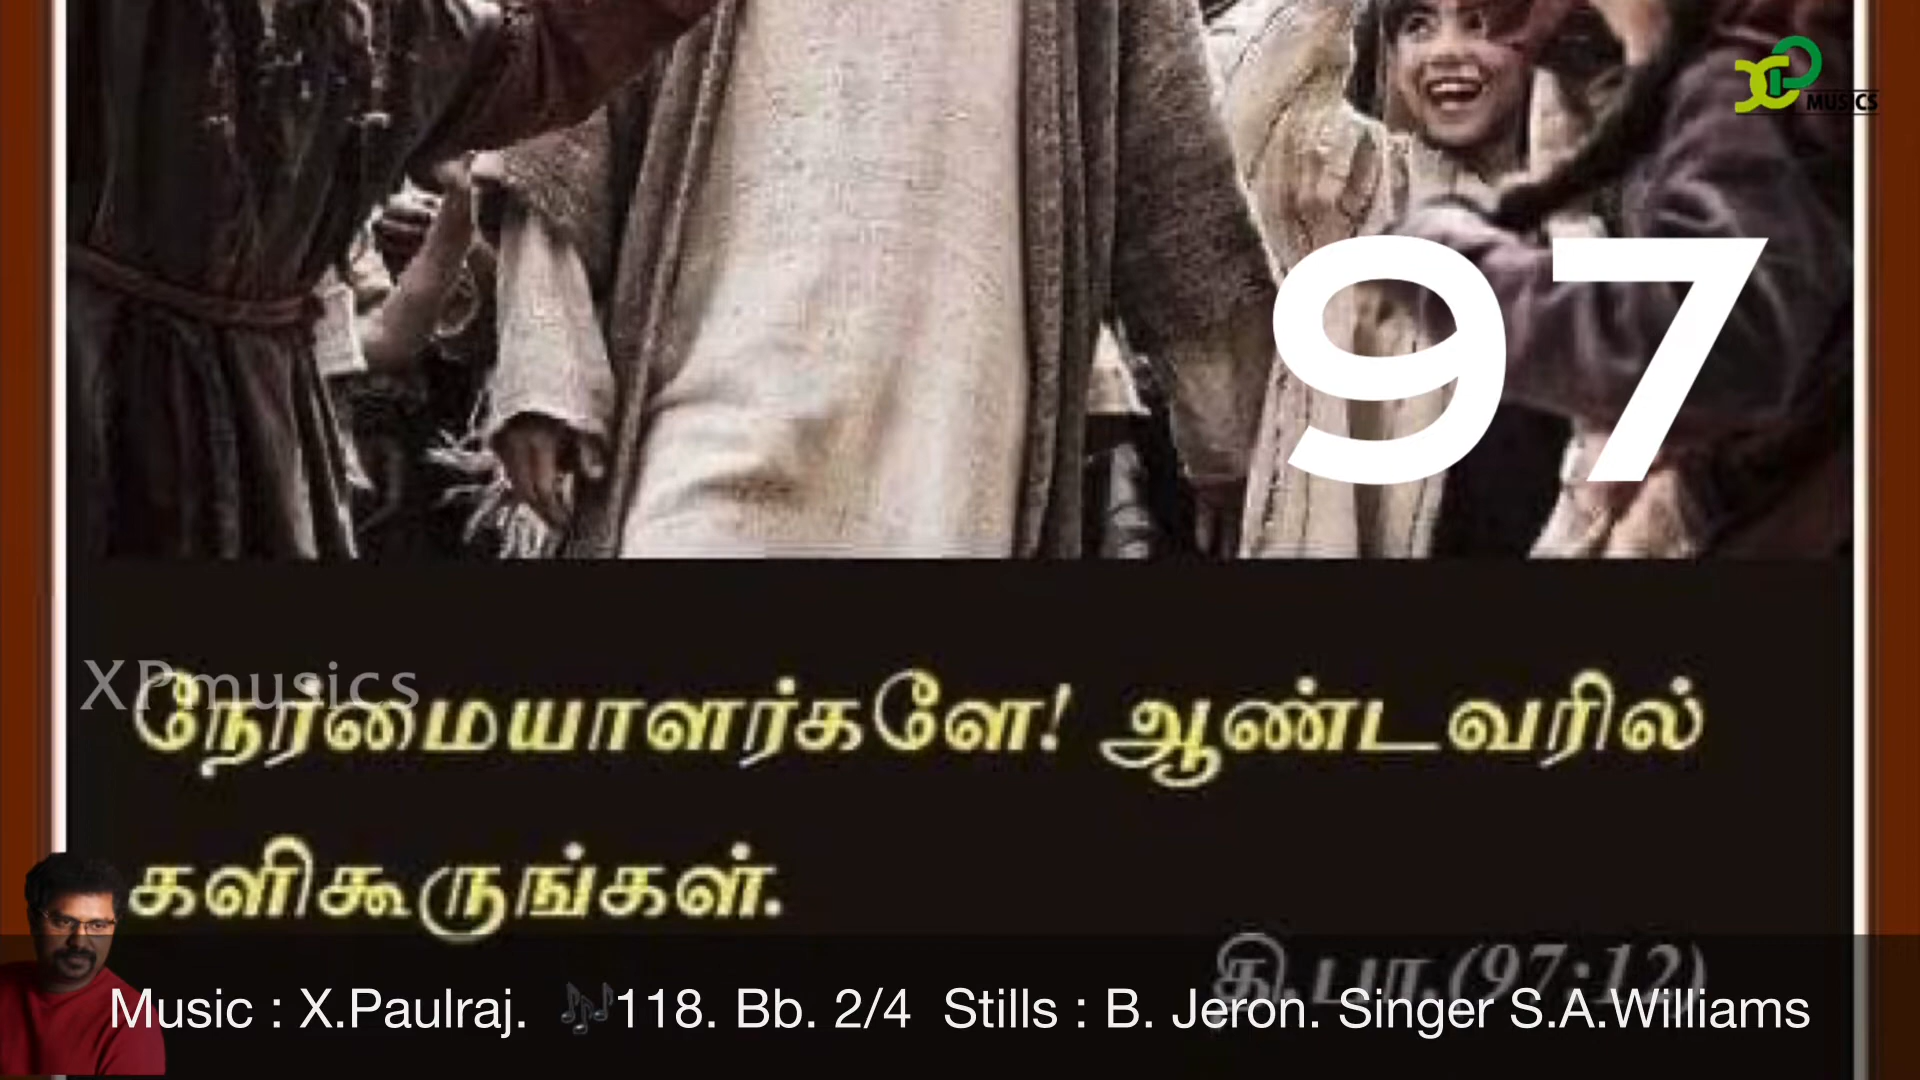 MUSICS
97
XPmusics
நேர்மையாளர்களே! ஆண்டவரில்
களிகூருங்கள்.
தி.பா.(97:12)
Music : X.Paulraj. 🎶118. Bb. 2/4 Stills : B. Jeron. Singer S.A.Williams